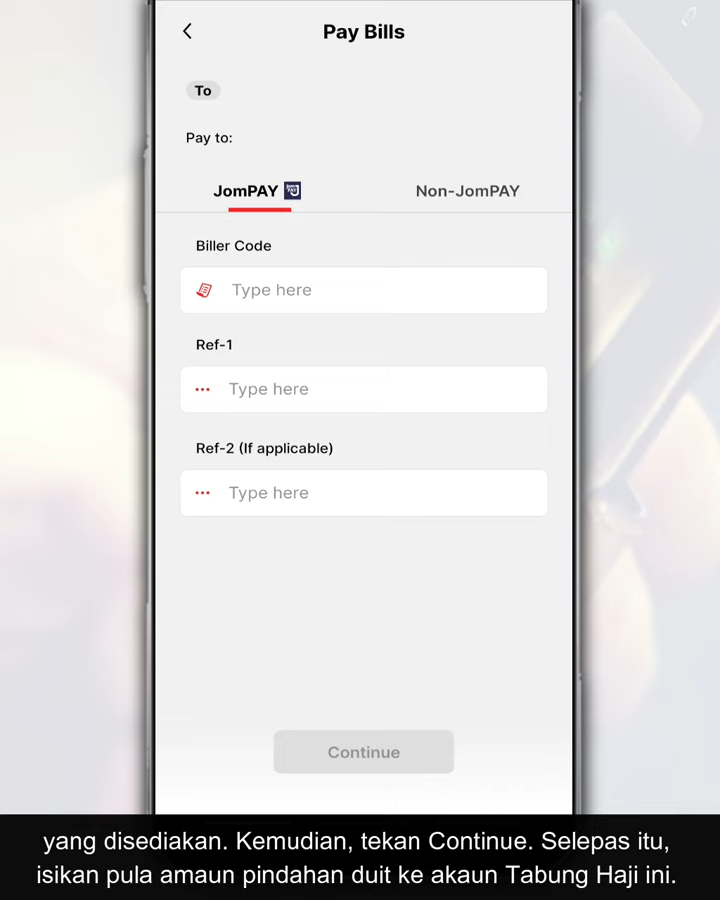 Pay Bills
To
Pay to:
JomPAY
Non-JomPAY
Biller Code
Type here
Ref-1
Type here
Ref-2 (If applicable)
Type here
Continue
yang disediakan. Kemudian, tekan Continue. Selepas itu,
isikan pula amaun pindahan duit ke akaun Tabung Haji ini.